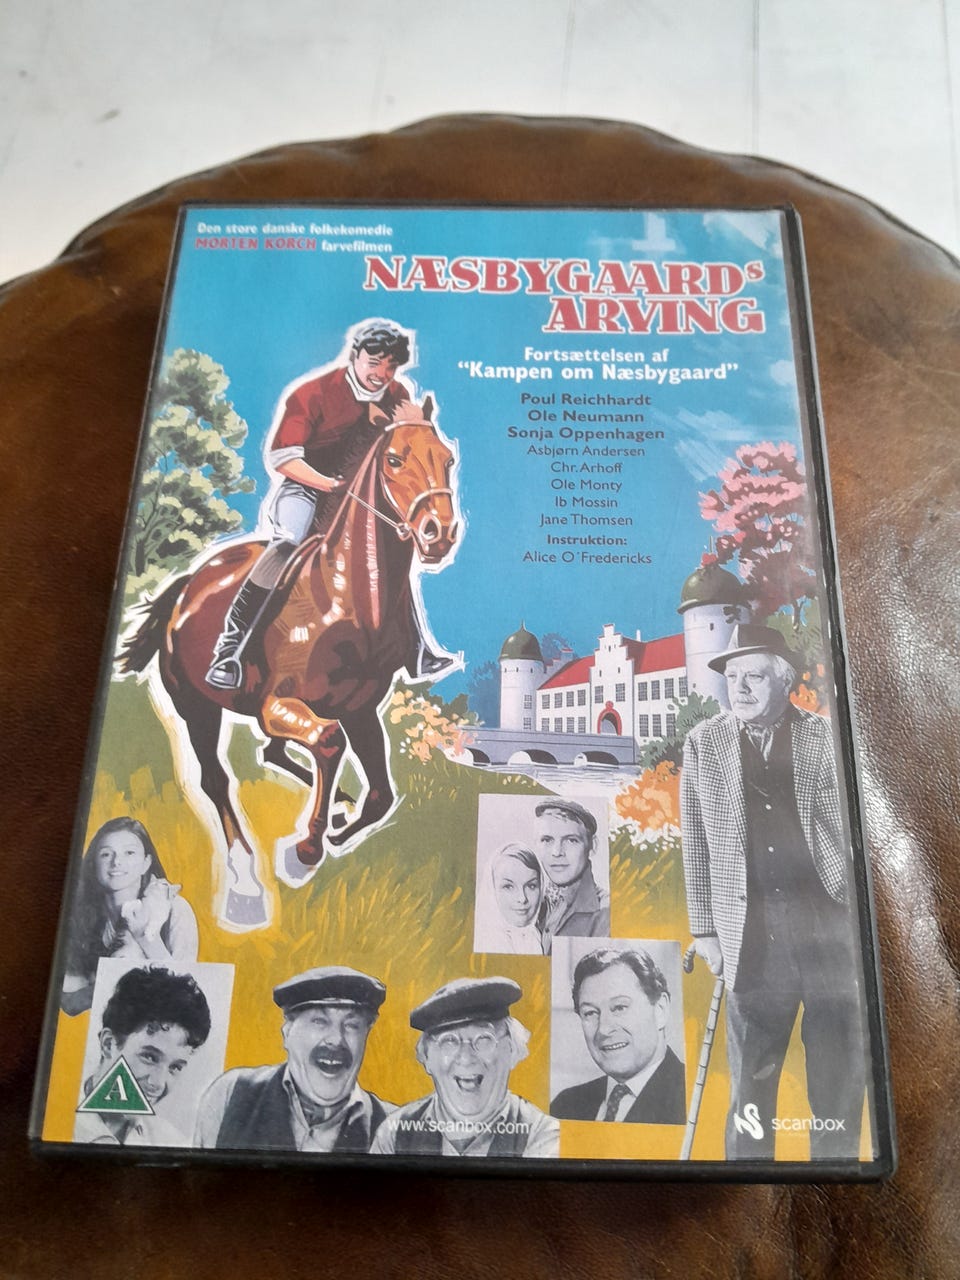 Den store danske folkekomedie
MORTEN KORCH farvefilmen
NÆSBYGAARDs
ARVING
Fortsættelsen af
"Kampen om Næsbygaard"
Poul Reichhardt
Ole Neumann
Sonja Oppenhagen
Asbjørn Andersen
Chr. Arhoff
Ole Monty
Ib Mossin
Jane Thomsen
Instruktion:
Alice O´Fredericks
A
www.scanbox.com
scanbox